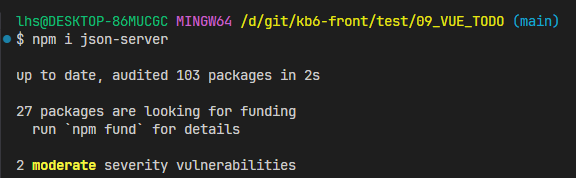 lhs@DESKTOP-86MUCGC MINGW64 /d/git/kb6-front/test/09_VUE_TODO (main)
$ npm i json-server
up to date, audited 103 packages in 2s
27 packages are looking for funding
run `npm fund` for details
2 moderate severity vulnerabilities